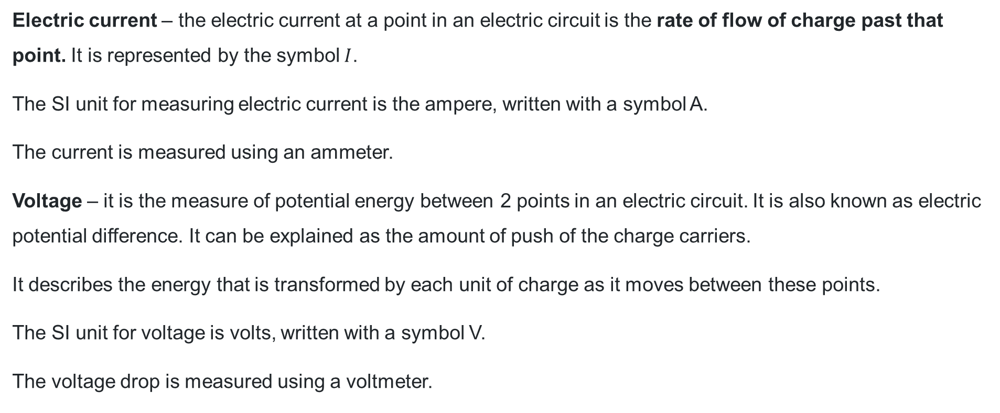 Electric current – the electric current at a point in an electric circuit is the rate of flow of charge past that
point. It is represented by the symbol I.
The SI unit for measuring electric current is the ampere, written with a symbol A.
The current is measured using an ammeter.
Voltage – it is the measure of potential energy between 2 points in an electric circuit. It is also known as electric
potential difference. It can be explained as the amount of push of the charge carriers.
It describes the energy that is transformed by each unit of charge as it moves between these points.
The SI unit for voltage is volts, written with a symbol V.
The voltage drop is measured using a voltmeter.